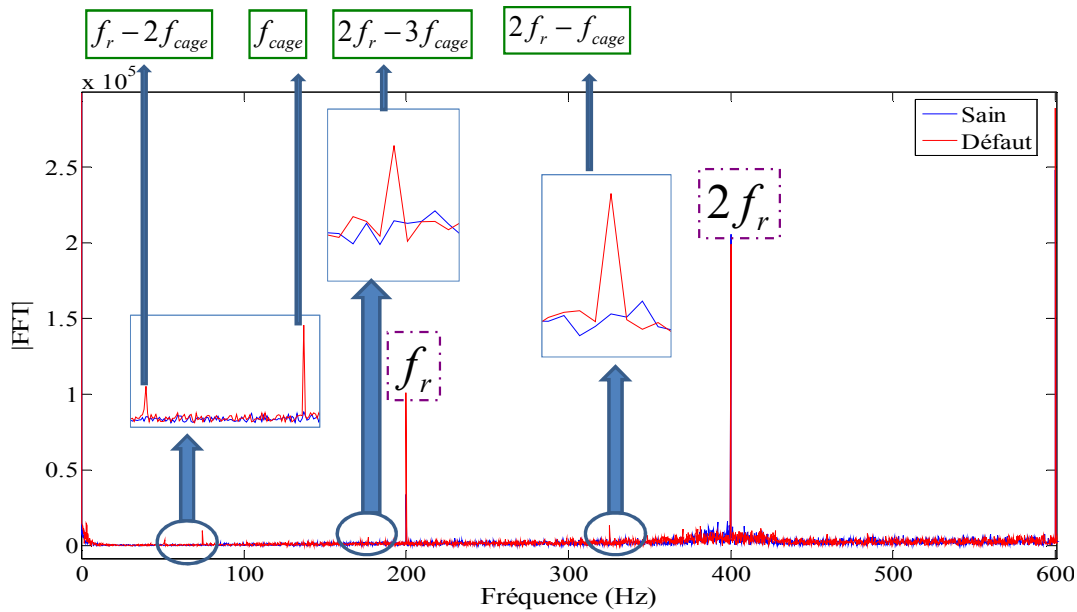 f_r − 2f_cage
f_cage
2f_r − 3f_cage
2f_r − f_cage
x 10^5
Sain
Défaut
2.5
2
1.5
1
0.5
0
|FFT|
f_r
2f_r
0 100 200 300 400 500 600
Fréquence (Hz)